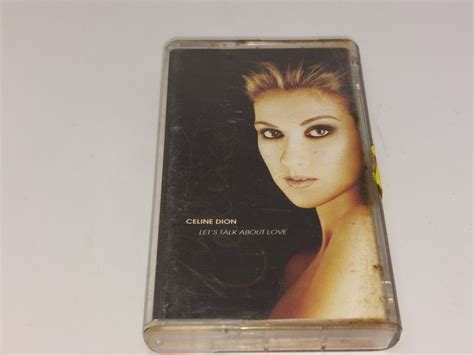 CELINE DION
LET'S TALK ABOUT LOVE